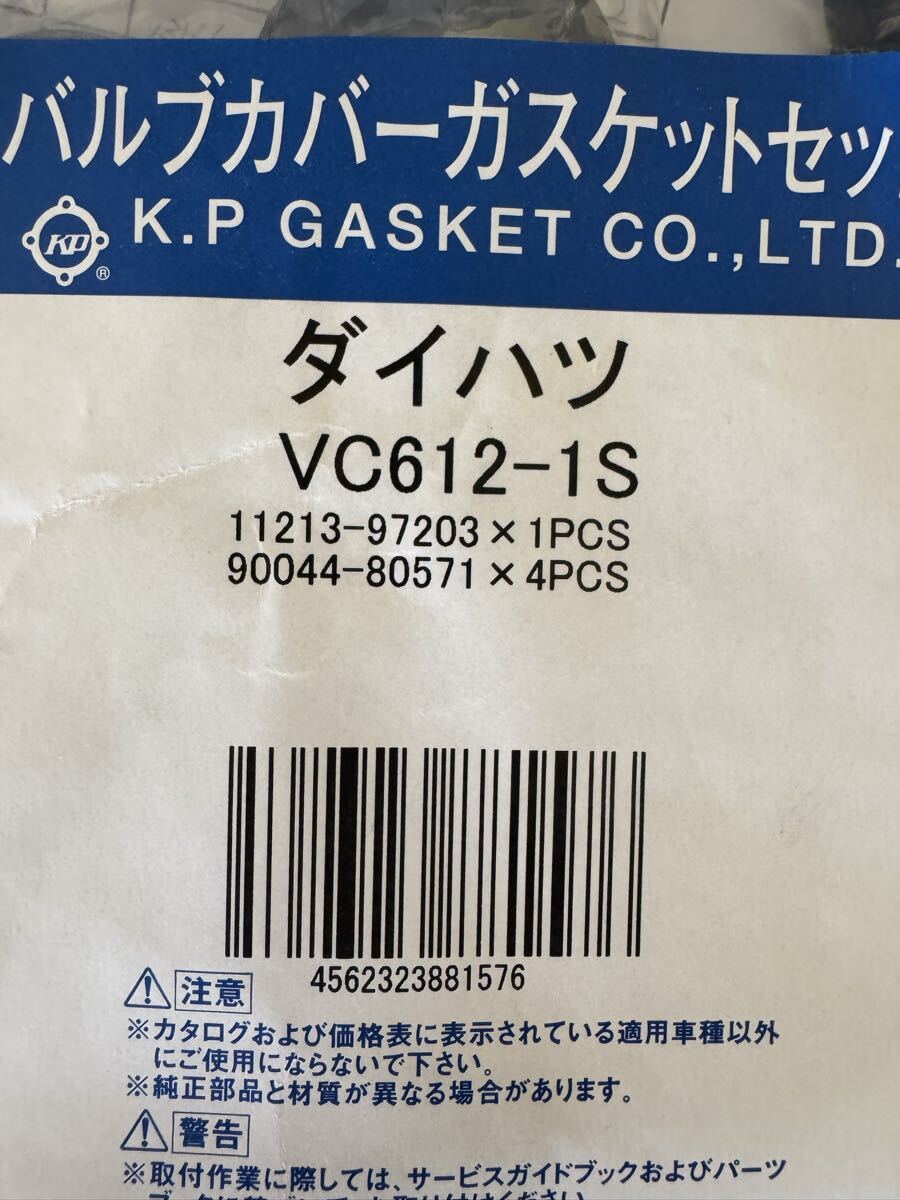 バルブカバーガスケットセッ
KP ® K.P GASKET CO.,LTD.
ダイハツ
VC612-1S
11213-97203×1PCS
90044-80571×4PCS
4562323881576
注意
※カタログおよび価格表に表示されている適用車種以外
にご使用にならないで下さい。
※純正部品と材質が異なる場合があります。
警告
※取付作業に際しては、サービスガイドブックおよびパーツ